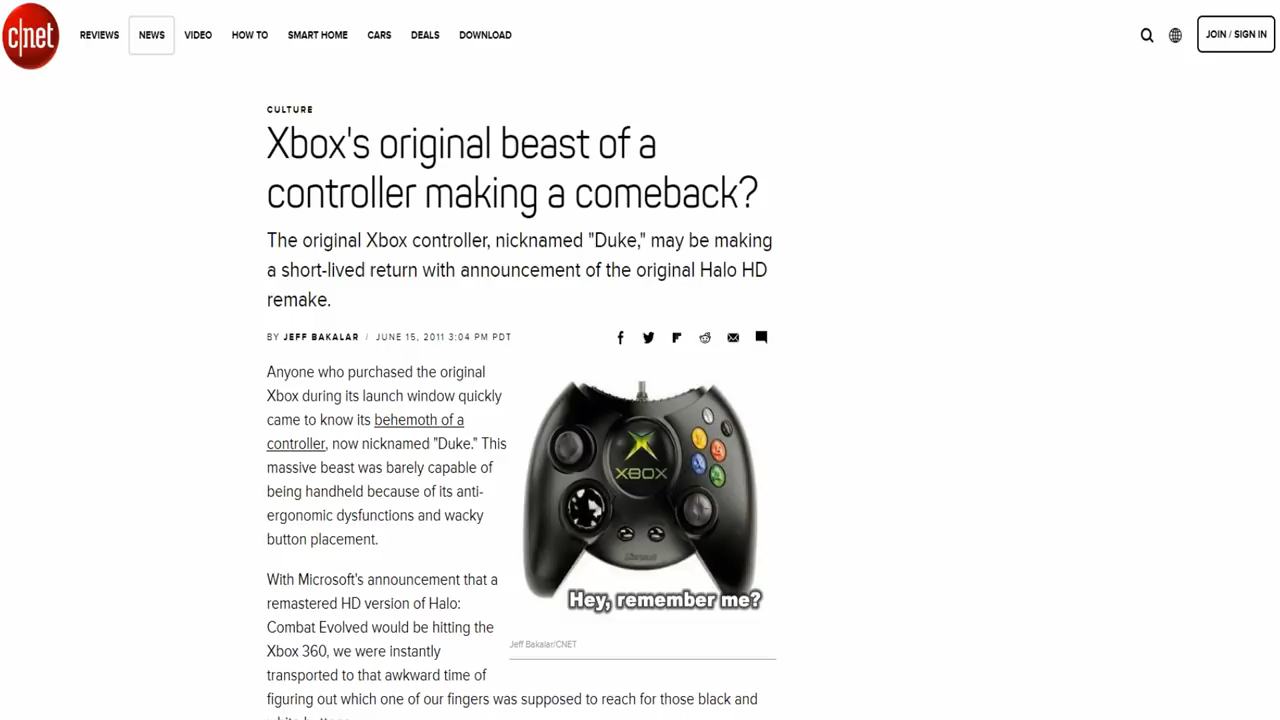 c|net
REVIEWS
NEWS
VIDEO
HOW TO
SMART HOME
CARS
DEALS
DOWNLOAD
JOIN / SIGN IN
CULTURE
Xbox's original beast of a
controller making a comeback?
The original Xbox controller, nicknamed "Duke," may be making
a short-lived return with announcement of the original Halo HD
remake.
BY JEFF BAKALAR / JUNE 15, 2011 3:04 PM PDT
Anyone who purchased the original
Xbox during its launch window quickly
came to know its behemoth of a
controller, now nicknamed "Duke." This
massive beast was barely capable of
being handheld because of its anti-
ergonomic dysfunctions and wacky
button placement.
XBOX
Microsoft
Hey, remember me?
Jeff Bakalar/CNET
With Microsoft's announcement that a
remastered HD version of Halo:
Combat Evolved would be hitting the
Xbox 360, we were instantly
transported to that awkward time of
figuring out which one of our fingers was supposed to reach for those black and